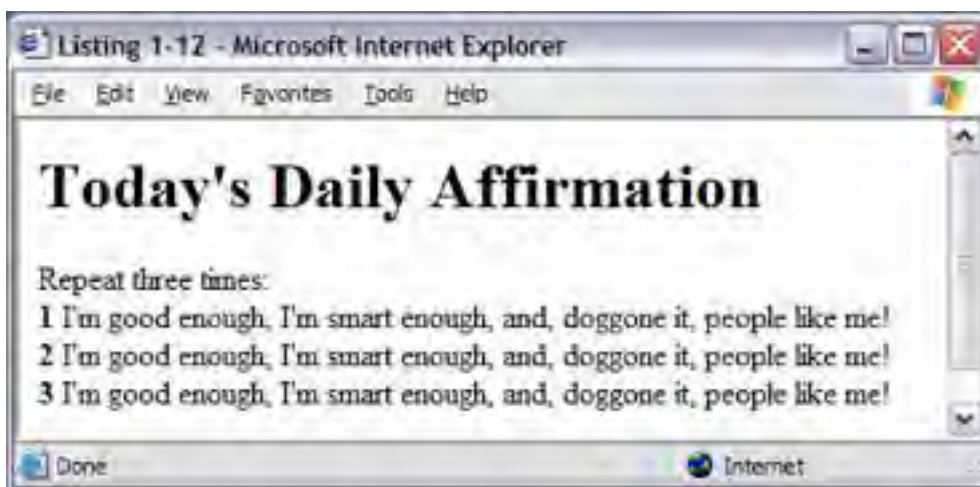 Listing 1-12 - Microsoft Internet Explorer
File Edit View Favorites Tools Help
Today's Daily Affirmation
Repeat three times:
1 I'm good enough, I'm smart enough, and, doggone it, people like me!
2 I'm good enough, I'm smart enough, and, doggone it, people like me!
3 I'm good enough, I'm smart enough, and, doggone it, people like me!
Done Internet